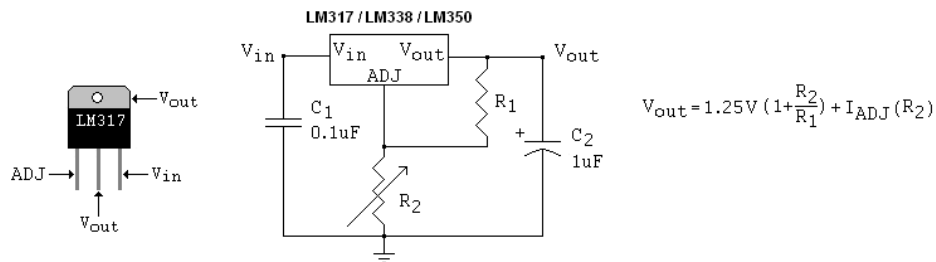 LM317 / LM338 / LM350
Vin
Vin
Vout
ADJ
Vout
C1
0.1uF
R1
+
C2
1uF
R2
Vout
LM317
ADJ
Vin
Vout
Vout = 1.25V (1+R2/R1) + IADJ(R2)